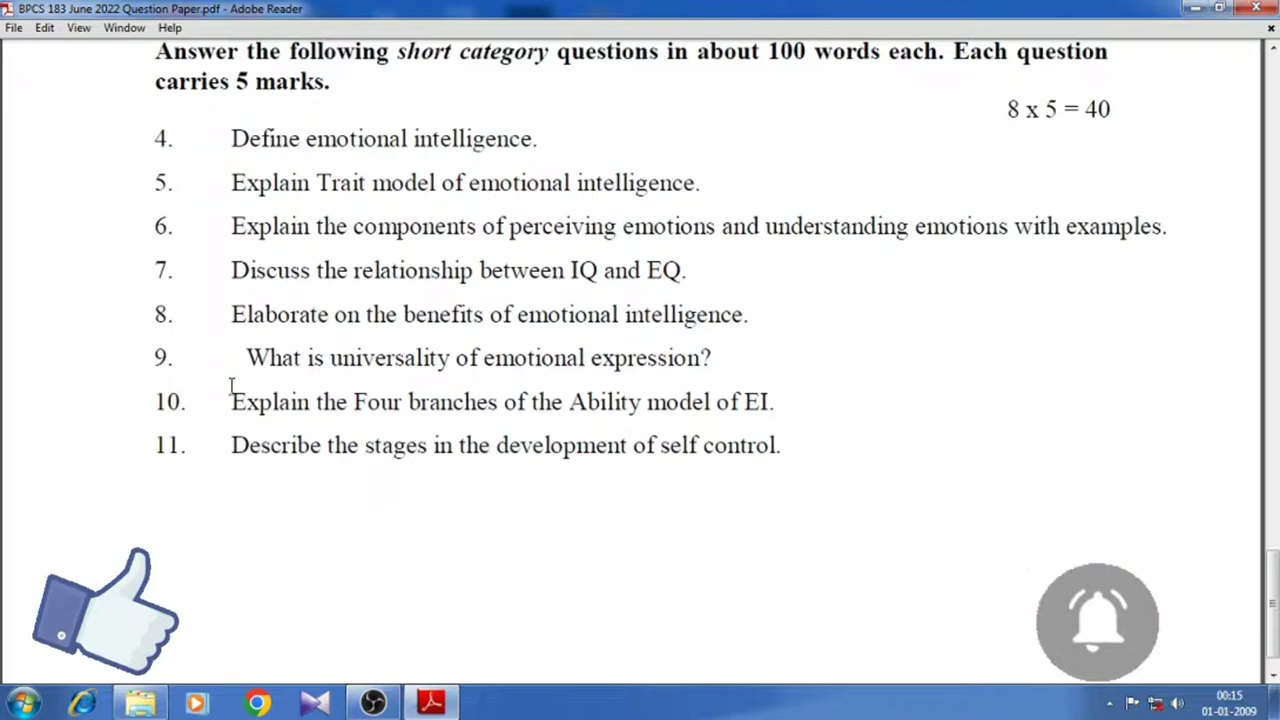 BPCS 183 June 2022 Question Paper.pdf - Adobe Reader
File Edit View Window Help
Answer the following short category questions in about 100 words each. Each question
carries 5 marks.
8 x 5 = 40
4. Define emotional intelligence.
5. Explain Trait model of emotional intelligence.
6. Explain the components of perceiving emotions and understanding emotions with examples.
7. Discuss the relationship between IQ and EQ.
8. Elaborate on the benefits of emotional intelligence.
9. What is universality of emotional expression?
10. Explain the Four branches of the Ability model of EI.
11. Describe the stages in the development of self control.
00:15
01-01-2009